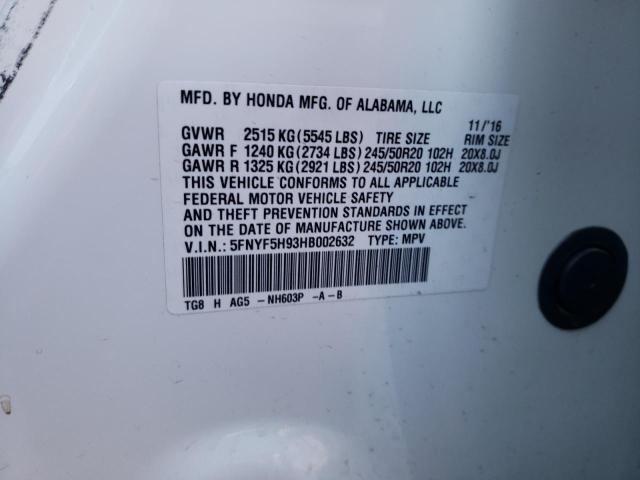 MFD. BY HONDA MFG. OF ALABAMA, LLC
11/'16
GVWR 2515 KG(5545 LBS) TIRE SIZE RIM SIZE
GAWR F 1240 KG(2734 LBS) 245/50R20 102H 20X8.0J
GAWR R 1325 KG(2921 LBS) 245/50R20 102H 20X8.0J
THIS VEHICLE CONFORMS TO ALL APPLICABLE
FEDERAL MOTOR VEHICLE SAFETY
AND THEFT PREVENTION STANDARDS IN EFFECT
ON THE DATE OF MANUFACTURE SHOWN ABOVE.
V.I.N.: 5FNYF5H93HB002632 TYPE: MPV
TG8 H AG5 -NH603P -A-B